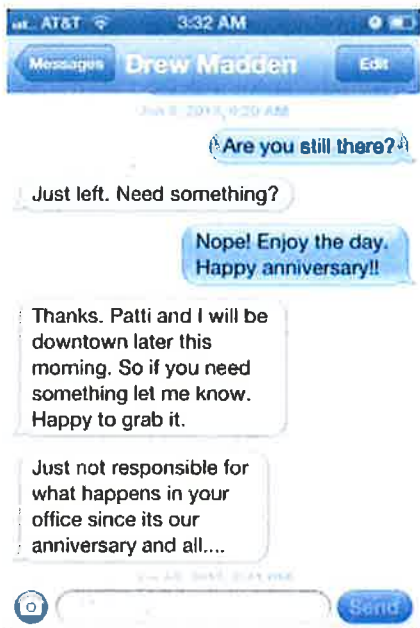 AT&T 3:32 AM
Messages Drew Madden Edit
Are you still there?
Just left. Need something?
Nope! Enjoy the day.
Happy anniversary!!
Thanks. Patti and I will be
downtown later this
morning. So if you need
something let me know.
Happy to grab it.
Just not responsible for
what happens in your
office since its our
anniversary and all....
Send